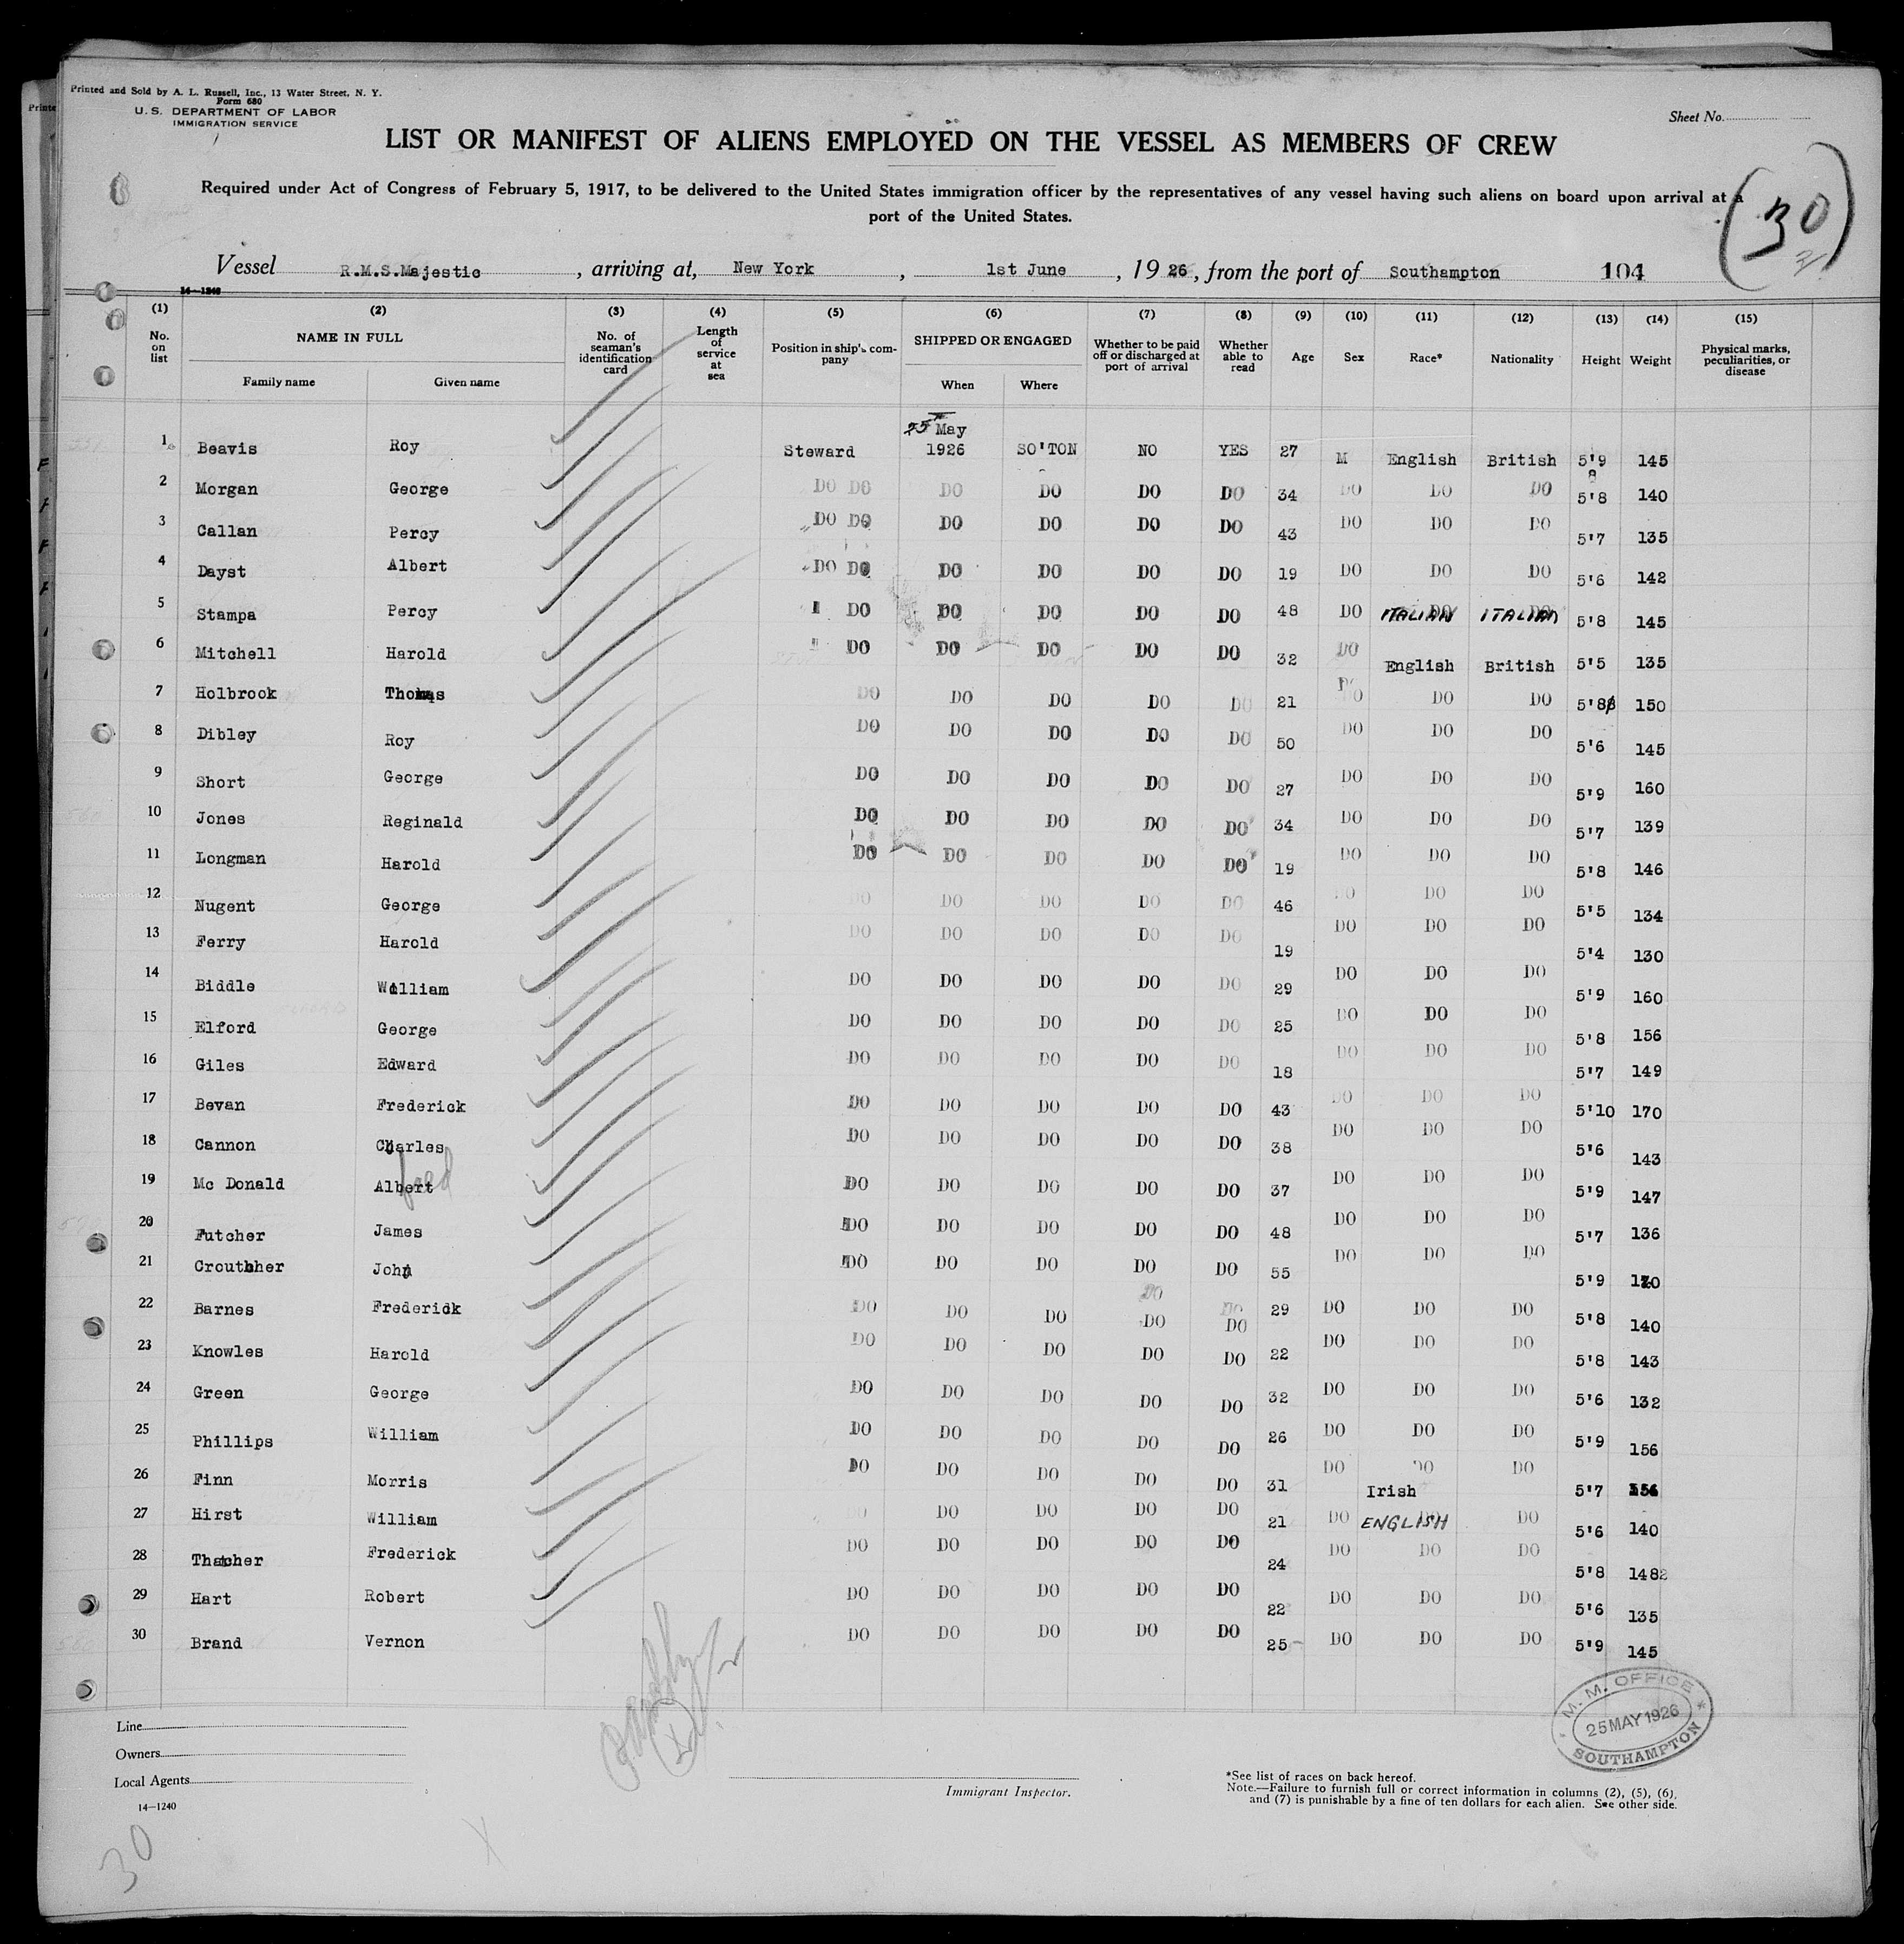 Printed and Sold by A. L. Russell, Inc., 13 Water Street, N. Y.
Form 680
U. S. DEPARTMENT OF LABOR
IMMIGRATION SERVICE
Sheet No.
LIST OR MANIFEST OF ALIENS EMPLOYED ON THE VESSEL AS MEMBERS OF CREW
Required under Act of Congress of February 5, 1917, to be delivered to the United States immigration officer by the representatives of any vessel having such aliens on board upon arrival at a
port of the United States.
(30)
Vessel R.M.S.Majestic , arriving at, New York , 1st June , 19 26 , from the port of Southampton 104
14-1240
(1) (2) (3) (4) (5) (6) (7) (8) (9) (10) (11) (12) (13) (14) (15)
No. on list NAME IN FULL Family name Given name No. of seaman's identification card Length of service at sea Position in ship's company SHIPPED OR ENGAGED When Where Whether to be paid off or discharged at port of arrival Whether able to read Age Sex Race* Nationality Height Weight Physical marks, peculiarities, or disease
25 May
1 Beavis Roy Steward 1926 SO'TON NO YES 27 M English British 5'9 145
2 Morgan George DO DO DO DO DO DO 34 DO DO DO 5'8 140
3 Callan Percy DO DO DO DO DO DO 43 DO DO DO 5'7 135
4 Dayst Albert DO DO DO DO DO DO 19 DO DO DO 5'6 142
5 Stampa Percy " DO DO DO DO DO 48 DO ITALIAN ITALIAN 5'8 145
6 Mitchell Harold " DO DO DO DO DO 32 DO English British 5'5 135
7 Holbrook Thomas DO DO DO DO DO 21 DO DO DO 5'8 150
8 Dibley Roy DO DO DO DO DO 50 DO DO DO 5'6 145
9 Short George DO DO DO DO DO 27 DO DO DO 5'9 160
10 Jones Reginald DO DO DO DO DO 34 DO DO DO 5'7 139
11 Longman Harold DO DO DO DO DO 19 DO DO DO 5'8 146
12 Nugent George DO DO DO DO DO 46 DO DO DO 5'5 134
13 Ferry Harold DO DO DO DO DO 19 DO DO DO 5'4 130
14 Biddle William DO DO DO DO DO 29 DO DO DO 5'9 160
15 Elford George DO DO DO DO DO 25 DO DO DO 5'8 156
16 Giles Edward DO DO DO DO DO 18 DO DO DO 5'7 149
17 Bevan Frederick DO DO DO DO DO 43 DO DO DO 5'10 170
18 Cannon Charles DO DO DO DO DO 38 DO DO DO 5'6 143
19 Mc Donald Albert DO DO DO DO DO 37 DO DO DO 5'9 147
20 Futcher James DO DO DO DO DO 48 DO DO DO 5'7 136
21 Croutcher John DO DO DO DO DO 55 DO DO DO 5'9
22 Barnes Frederick DO DO DO DO DO 29 DO DO DO 5'8 140
23 Knowles Harold DO DO DO DO DO 22 DO DO DO 5'8 143
24 Green George DO DO DO DO DO 32 DO DO DO 5'6 132
25 Phillips William DO DO DO DO DO 26 DO DO DO 5'9 156
26 Finn Morris DO DO DO DO DO 31 DO DO Irish DO 5'7
27 Hirst William DO DO DO DO 21 DO ENGLISH DO 5'6 140
28 Thatcher Frederick DO DO DO DO DO 24 DO DO DO 5'8 148
29 Hart Robert DO DO DO DO DO 22 DO DO DO 5'6 135
30 Brand Vernon DO DO DO DO DO 25 DO DO DO 5'9 145
M. M. OFFICE
25 MAY 1926
SOUTHAMPTON
Line
Owners
Local Agents
14-1240
Immigrant Inspector.
*See list of races on back hereof.
Note.—Failure to furnish full or correct information in columns (2), (5), (6),
and (7) is punishable by a fine of ten dollars for each alien. See other side.
30
X